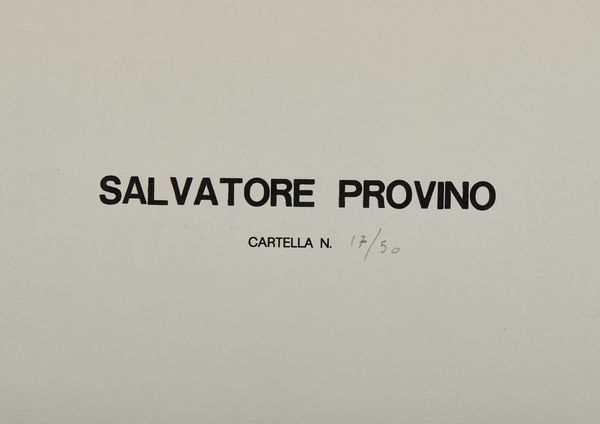 SALVATORE PROVINO
CARTELLA N. 17/50